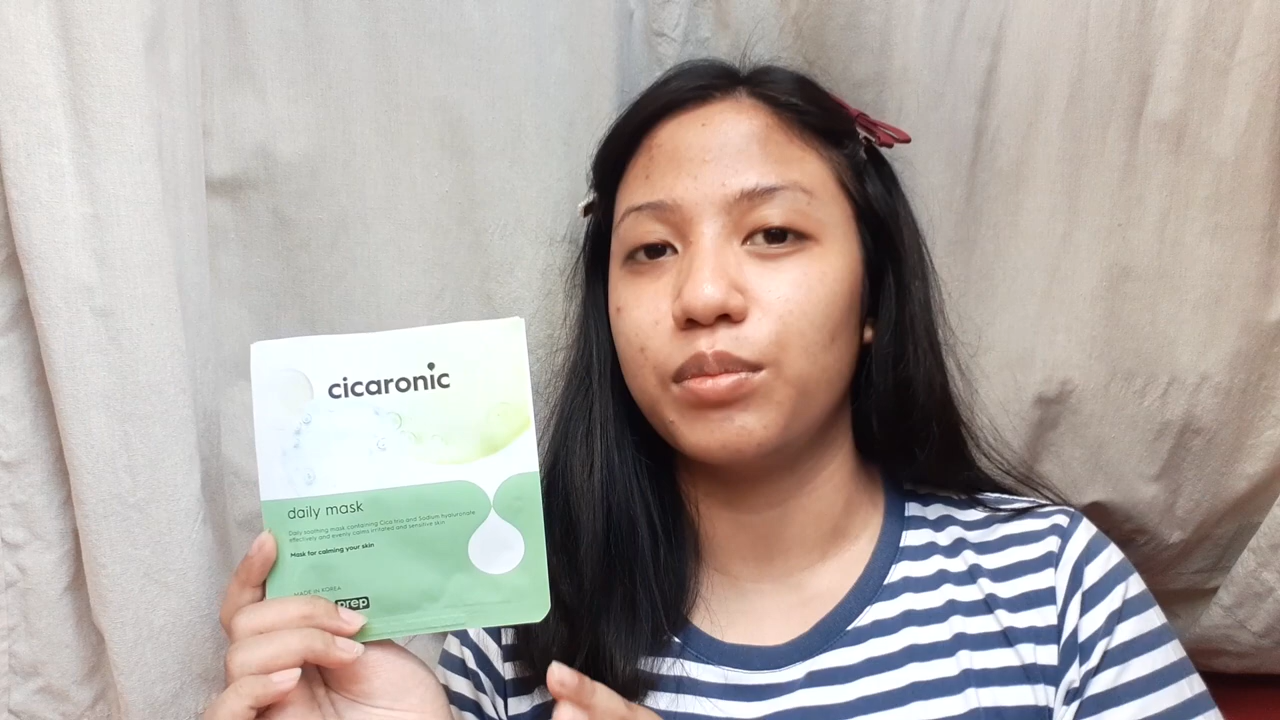 cicaronic
daily mask
Daily soothing mask containing Cica trio and Sodium hyaluronate
effectively and evenly calms irritated and sensitive skin
Mask for calming your skin
MADE IN KOREA
prep